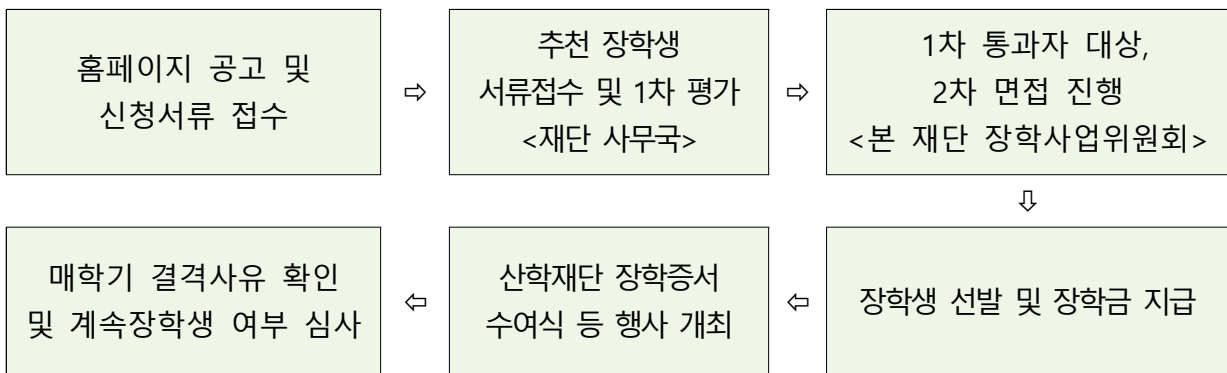 홈페이지 공고 및
신청서류 접수
⇨
추천 장학생
서류접수 및 1차 평가
<재단 사무국>
⇨
1차 통과자 대상,
2차 면접 진행
<본 재단 장학사업위원회>
⇩
장학생 선발 및 장학금 지급
⇦
산학재단 장학증서
수여식 등 행사 개최
⇦
매학기 결격사유 확인
및 계속장학생 여부 심사